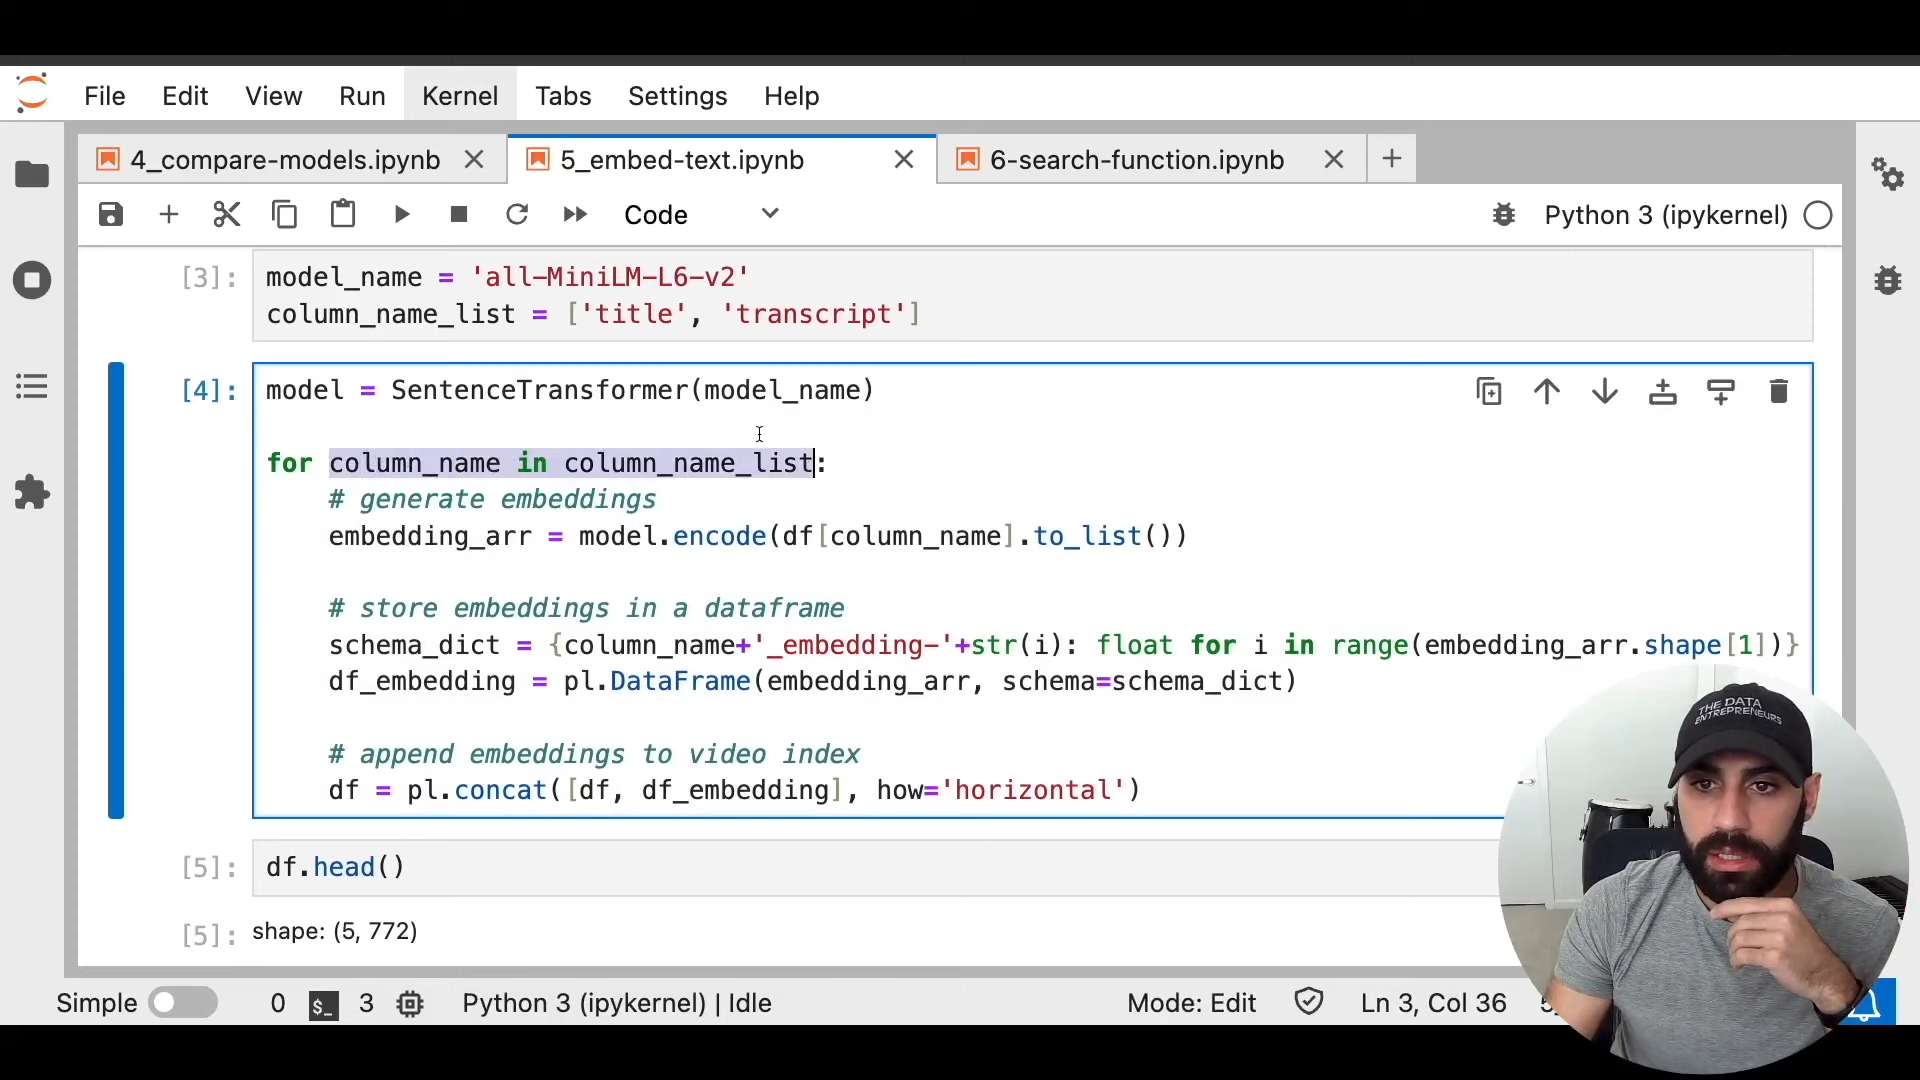 File Edit View Run Kernel Tabs Settings Help
4_compare-models.ipynb 5_embed-text.ipynb 6-search-function.ipynb
Code Python 3 (ipykernel)
[3]: model_name = 'all-MiniLM-L6-v2'
column_name_list = ['title', 'transcript']
[4]: model = SentenceTransformer(model_name)
for column_name in column_name_list:
# generate embeddings
embedding_arr = model.encode(df[column_name].to_list())
# store embeddings in a dataframe
schema_dict = {column_name+'_embedding-'+str(i): float for i in range(embedding_arr.shape[1])}
df_embedding = pl.DataFrame(embedding_arr, schema=schema_dict)
# append embeddings to video index
df = pl.concat([df, df_embedding], how='horizontal')
THE DATA
ENTREPRENEURS
[5]: df.head()
[5]: shape: (5, 772)
Simple 0 $_ 3 Python 3 (ipykernel) | Idle Mode: Edit Ln 3, Col 36